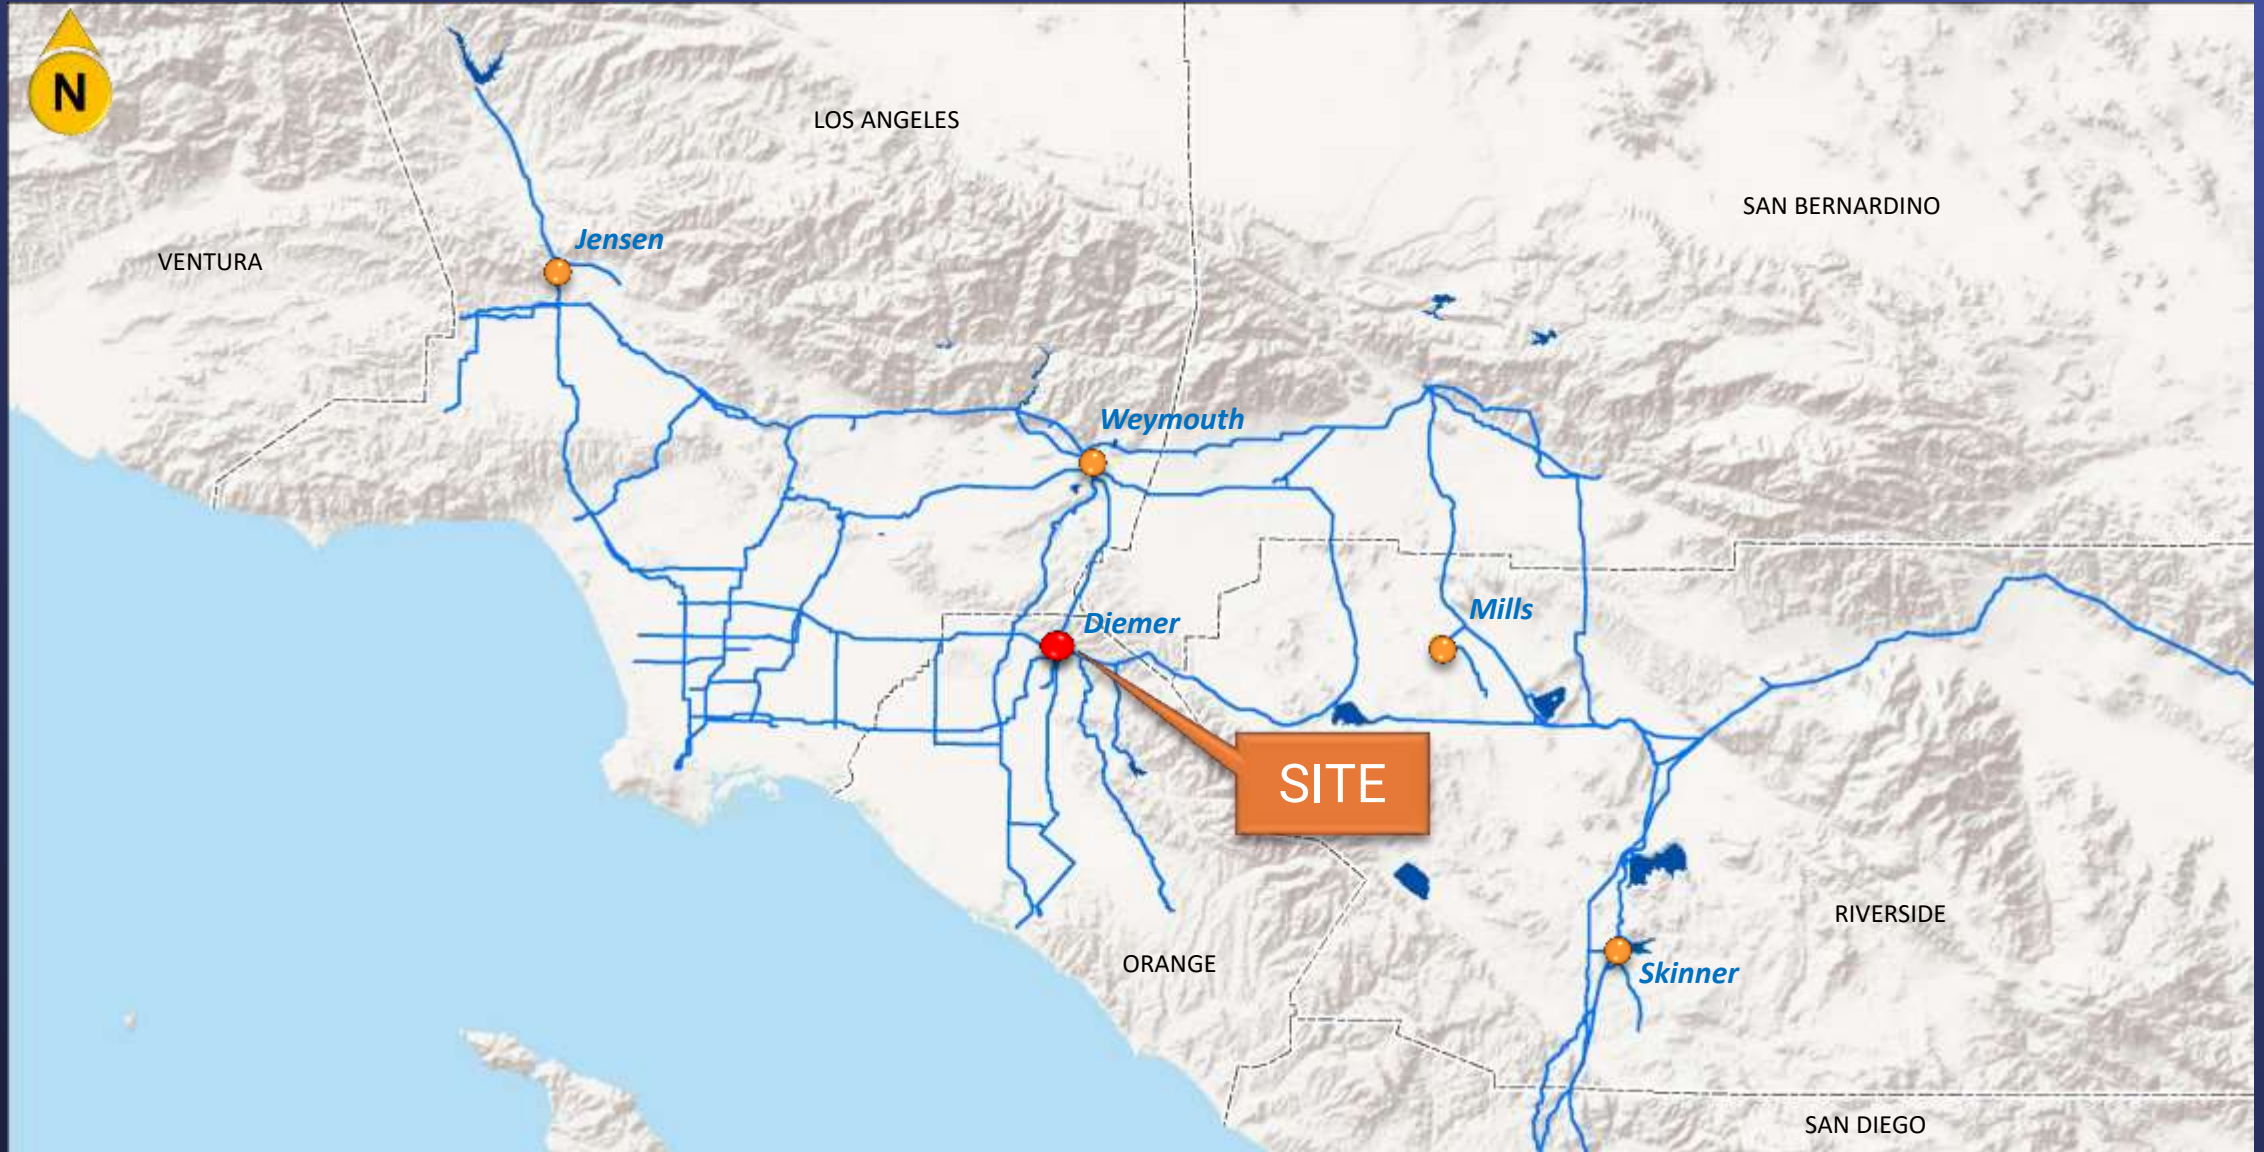 N
LOS ANGELES
SAN BERNARDINO
Jensen
VENTURA
Weymouth
Mills
Diemer
SITE
RIVERSIDE
ORANGE
Skinner
SAN DIEGO